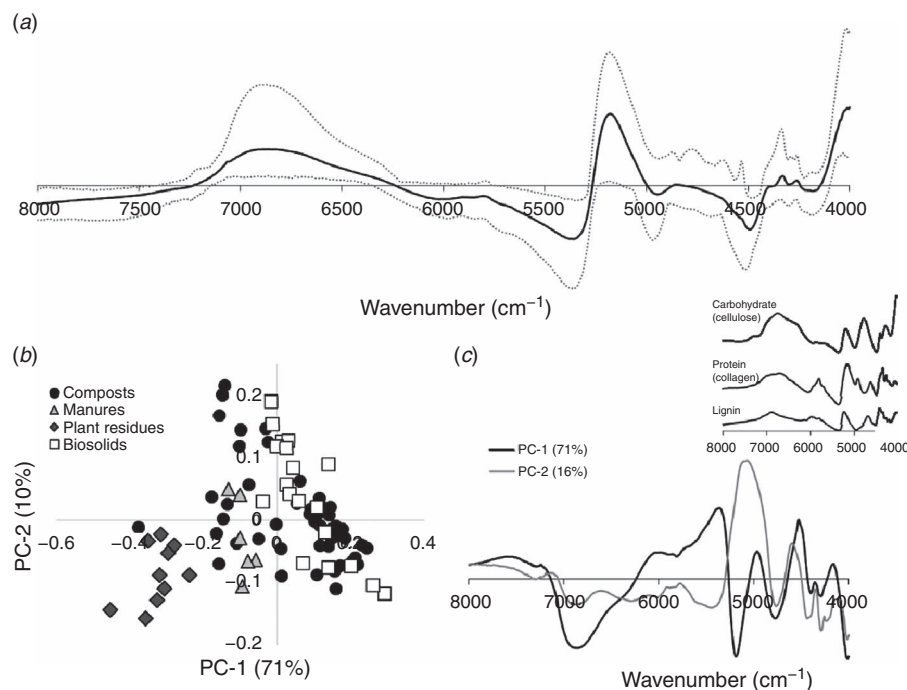 (a)
8000 7500 7000 6500 6000 5500 5000 4500 4000
Wavenumber (cm⁻¹)
(b)
Composts
Manures
Plant residues
Biosolids
PC-2 (10%)
0.2
0.1
0
−0.1
−0.2
−0.6 −0.4 −0.2 0 0.2 0.4
PC-1 (71%)
(c)
Carbohydrate
(cellulose)
Protein
(collagen)
Lignin
8000 7000 6000 5000 4000
PC-1 (71%)
PC-2 (16%)
8000 7000 6000 5000 4000
Wavenumber (cm⁻¹)